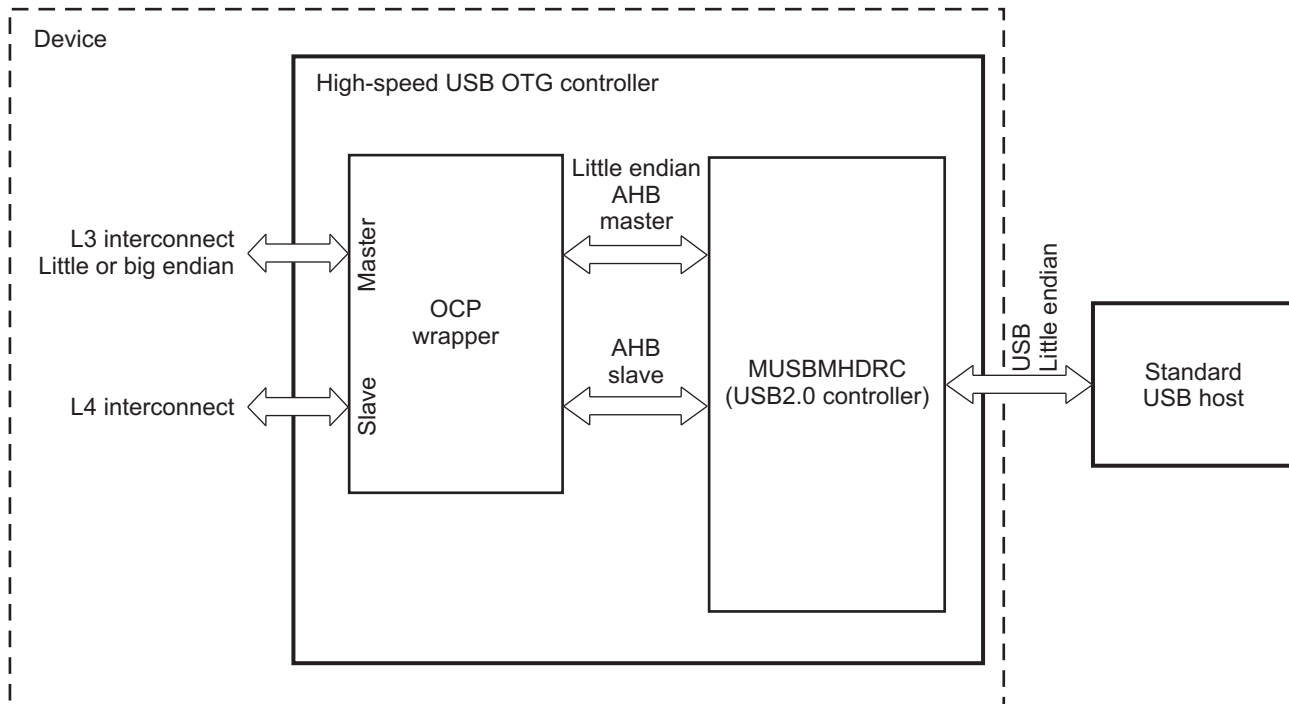 Device
High-speed USB OTG controller
Little endian
AHB
master
L3 interconnect
Little or big endian
Master
OCP
wrapper
AHB
slave
L4 interconnect
Slave
MUSBMHDRC
(USB2.0 controller)
USB
Little endian
Standard
USB host